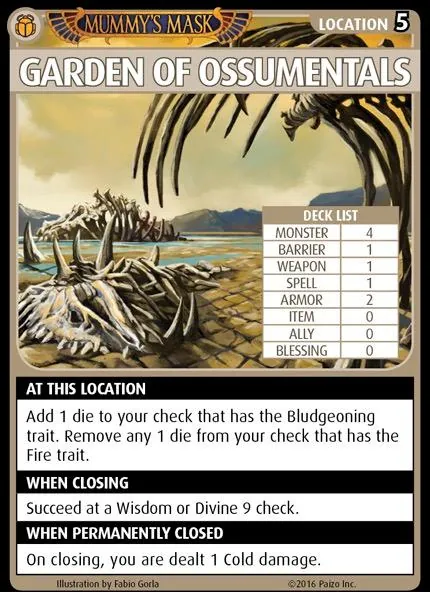 MUMMY'S MASK
LOCATION 5
GARDEN OF OSSUMENTALS
DECK LIST
MONSTER 4
BARRIER 1
WEAPON 1
SPELL 1
ARMOR 2
ITEM 0
ALLY 0
BLESSING 0
AT THIS LOCATION
Add 1 die to your check that has the Bludgeoning
trait. Remove any 1 die from your check that has the
Fire trait.
WHEN CLOSING
Succeed at a Wisdom or Divine 9 check.
WHEN PERMANENTLY CLOSED
On closing, you are dealt 1 Cold damage.
Illustration by Fabio Gorla ©2016 Paizo Inc.